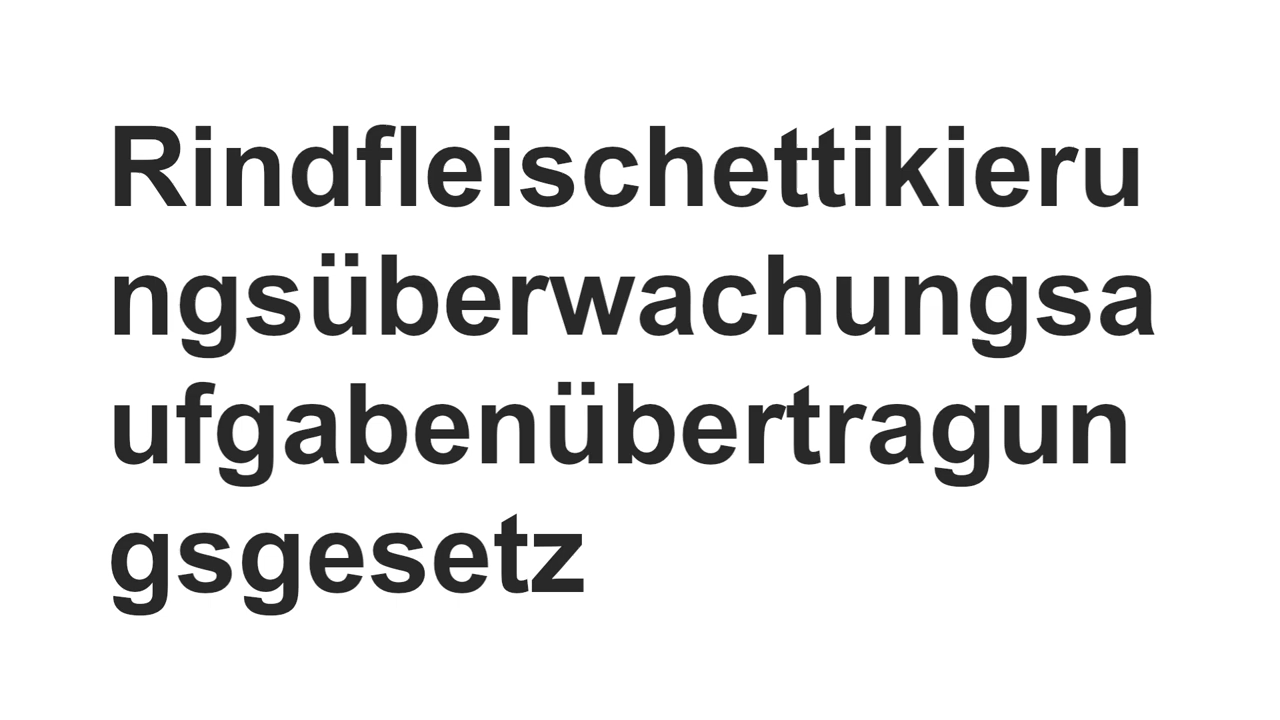 Rindfleischettikieru
ngsüberwachungsa
ufgabenübertragun
gsgesetz